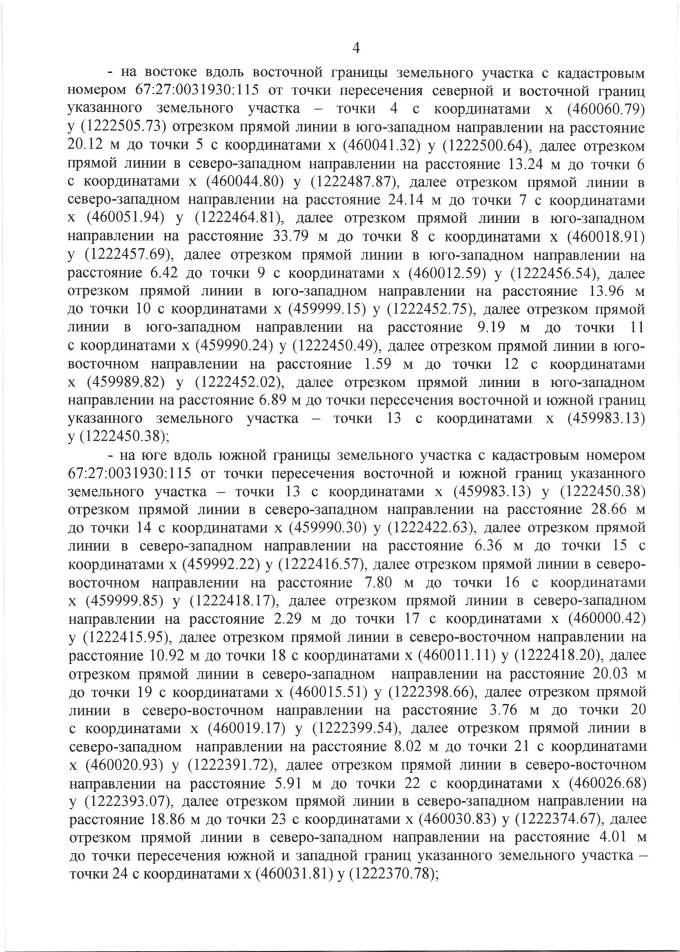 4
- на востоке вдоль восточной границы земельного участка с кадастровым
номером 67:27:0031930:115 от точки пересечения северной и восточной границ
указанного земельного участка – точки 4 с координатами x (460060.79)
y (1222505.73) отрезком прямой линии в юго-западном направлении на расстояние
20.12 м до точки 5 с координатами x (460041.32) y (1222500.64), далее отрезком
прямой линии в северо-западном направлении на расстояние 13.24 м до точки 6
с координатами x (460044.80) y (1222487.87), далее отрезком прямой линии в
северо-западном направлении на расстояние 24.14 м до точки 7 с координатами
x (460051.94) y (1222464.81), далее отрезком прямой линии в юго-западном
направлении на расстояние 33.79 м до точки 8 с координатами x (460018.91)
y (1222457.69), далее отрезком прямой линии в юго-западном направлении на
расстояние 6.42 до точки 9 с координатами x (460012.59) y (1222456.54), далее
отрезком прямой линии в юго-западном направлении на расстояние 13.96 м
до точки 10 с координатами x (459999.15) y (1222452.75), далее отрезком прямой
линии в юго-западном направлении на расстояние 9.19 м до точки 11
с координатами x (459990.24) y (1222450.49), далее отрезком прямой линии в юго-
восточном направлении на расстояние 1.59 м до точки 12 с координатами
x (459989.82) y (1222452.02), далее отрезком прямой линии в юго-западном
направлении на расстояние 6.89 м до точки пересечения восточной и южной границ
указанного земельного участка – точки 13 с координатами x (459983.13)
y (1222450.38);
- на юге вдоль южной границы земельного участка с кадастровым номером
67:27:0031930:115 от точки пересечения восточной и южной границ указанного
земельного участка – точки 13 с координатами x (459983.13) y (1222450.38)
отрезком прямой линии в северо-западном направлении на расстояние 28.66 м
до точки 14 с координатами x (459990.30) y (1222422.63), далее отрезком прямой
линии в северо-западном направлении на расстояние 6.36 м до точки 15 с
координатами x (459992.22) y (1222416.57), далее отрезком прямой линии в северо-
восточном направлении на расстояние 7.80 м до точки 16 с координатами
x (459999.85) y (1222418.17), далее отрезком прямой линии в северо-западном
направлении на расстояние 2.29 м до точки 17 с координатами x (460000.42)
y (1222415.95), далее отрезком прямой линии в северо-восточном направлении на
расстояние 10.92 м до точки 18 с координатами x (460011.11) y (1222418.20), далее
отрезком прямой линии в северо-западном направлении на расстояние 20.03 м
до точки 19 с координатами x (460015.51) y (1222398.66), далее отрезком прямой
линии в северо-восточном направлении на расстояние 3.76 м до точки 20
с координатами x (460019.17) y (1222399.54), далее отрезком прямой линии в
северо-западном направлении на расстояние 8.02 м до точки 21 с координатами
x (460020.93) y (1222391.72), далее отрезком прямой линии в северо-восточном
направлении на расстояние 5.91 м до точки 22 с координатами x (460026.68)
y (1222393.07), далее отрезком прямой линии в северо-западном направлении на
расстояние 18.86 м до точки 23 с координатами x (460030.83) y (1222374.67), далее
отрезком прямой линии в северо-западном направлении на расстояние 4.01 м
до точки пересечения южной и западной границ указанного земельного участка –
точки 24 с координатами x (460031.81) y (1222370.78);